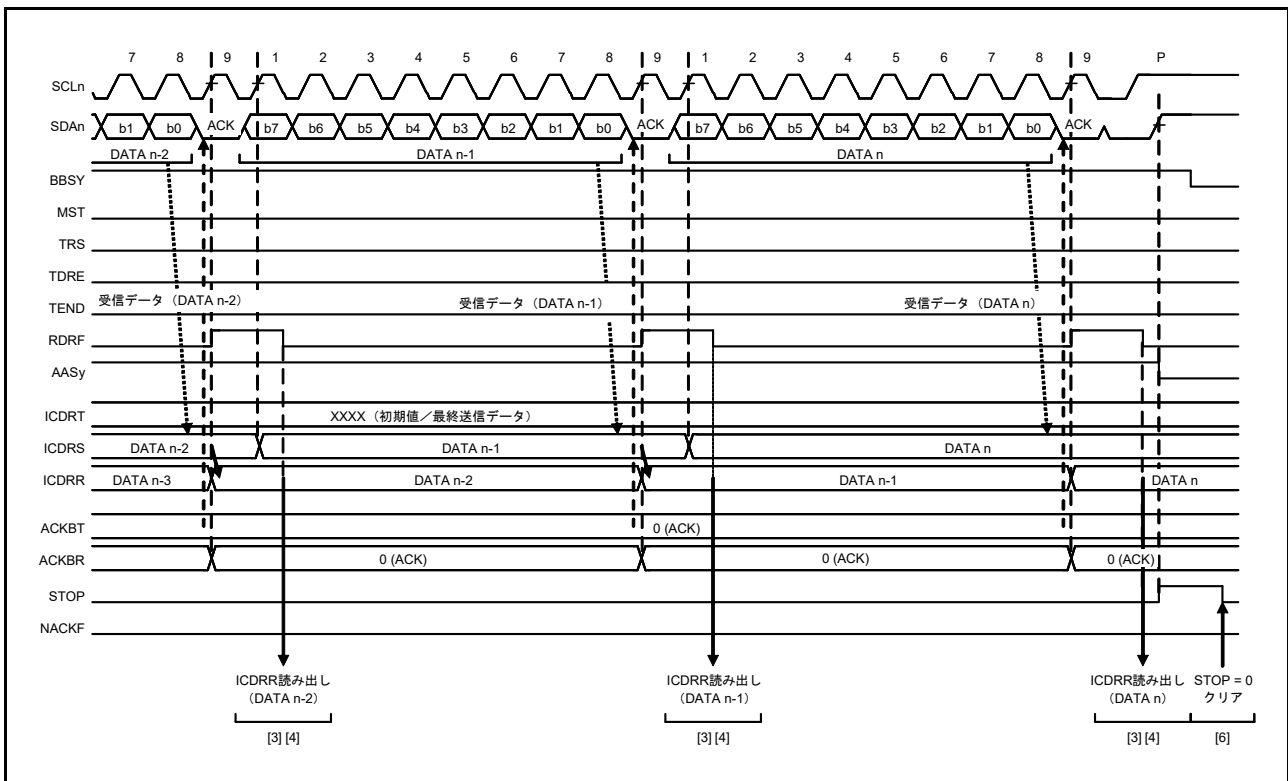 7 8 9 1 2 3 4 5 6 7 8 9 1 2 3 4 5 6 7 8 9 P
SCLn
SDAn b1 b0 ACK b7 b6 b5 b4 b3 b2 b1 b0 ACK b7 b6 b5 b4 b3 b2 b1 b0 ACK
DATA n-2 DATA n-1 DATA n
BBSY
MST
TRS
TDRE
受信データ（DATA n-2） 受信データ（DATA n-1） 受信データ（DATA n）
TEND
RDRF
AASy
ICDRT XXXX（初期値／最終送信データ）
ICDRS DATA n-2 DATA n-1 DATA n
ICDRR DATA n-3 DATA n-2 DATA n-1 DATA n
ACKBT 0 (ACK)
ACKBR 0 (ACK) 0 (ACK) 0 (ACK)
STOP
NACKF
ICDRR読み出し ICDRR読み出し ICDRR読み出し STOP = 0
（DATA n-2） （DATA n-1） （DATA n） クリア
[3] [4] [3] [4] [3] [4] [6]